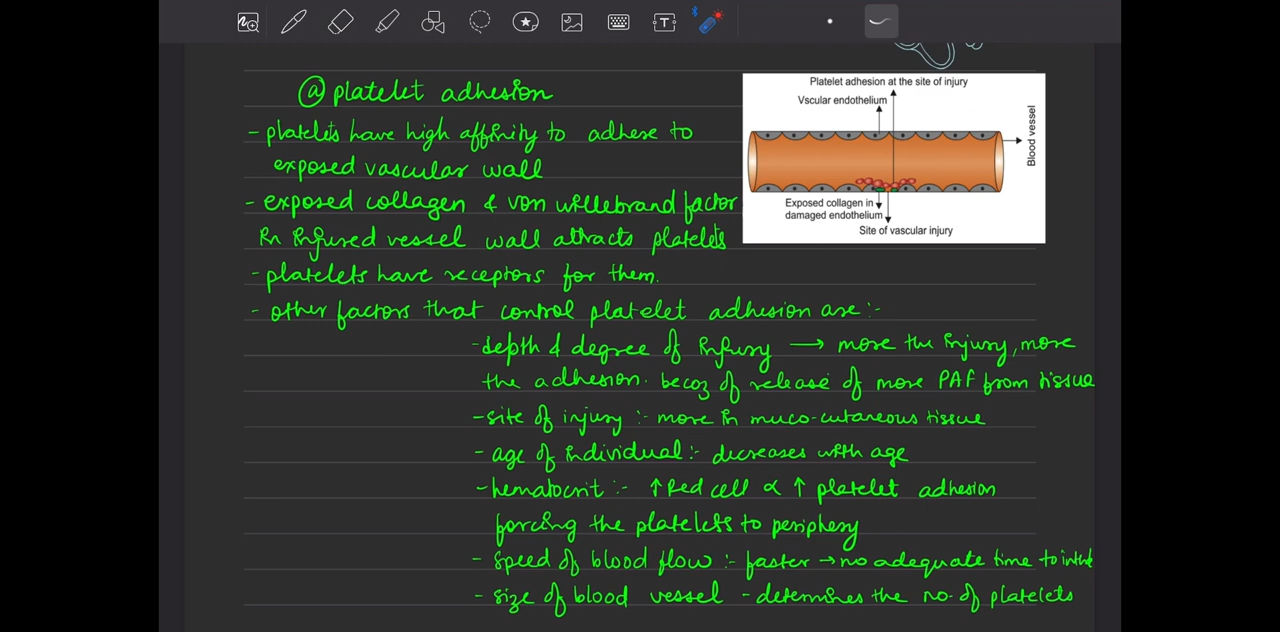 @ platelet adhesion
- platelets have high affinity to adhere to
exposed vascular wall
- exposed collagen & von willebrand factor
in injured vessel wall attracts platelets
- platelets have receptors for them.
- other factors that control platelet adhesion are :-
- depth & degree of injury → more the injury, more
the adhesion. becoz of release of more PAF from tissue
- site of injury :- more in muco-cutaneous tissue
- age of individual :- decreases with age
- hematocrit :- ↑ Red cell ∝ ↑ platelet adhesion
forcing the platelets to periphery
- speed of blood flow :- faster → no adequate time to
- size of blood vessel - determines the no. of platelets
Platelet adhesion at the site of injury
Vscular endothelium
Blood vessel
Exposed collagen in
damaged endothelium
Site of vascular injury
T